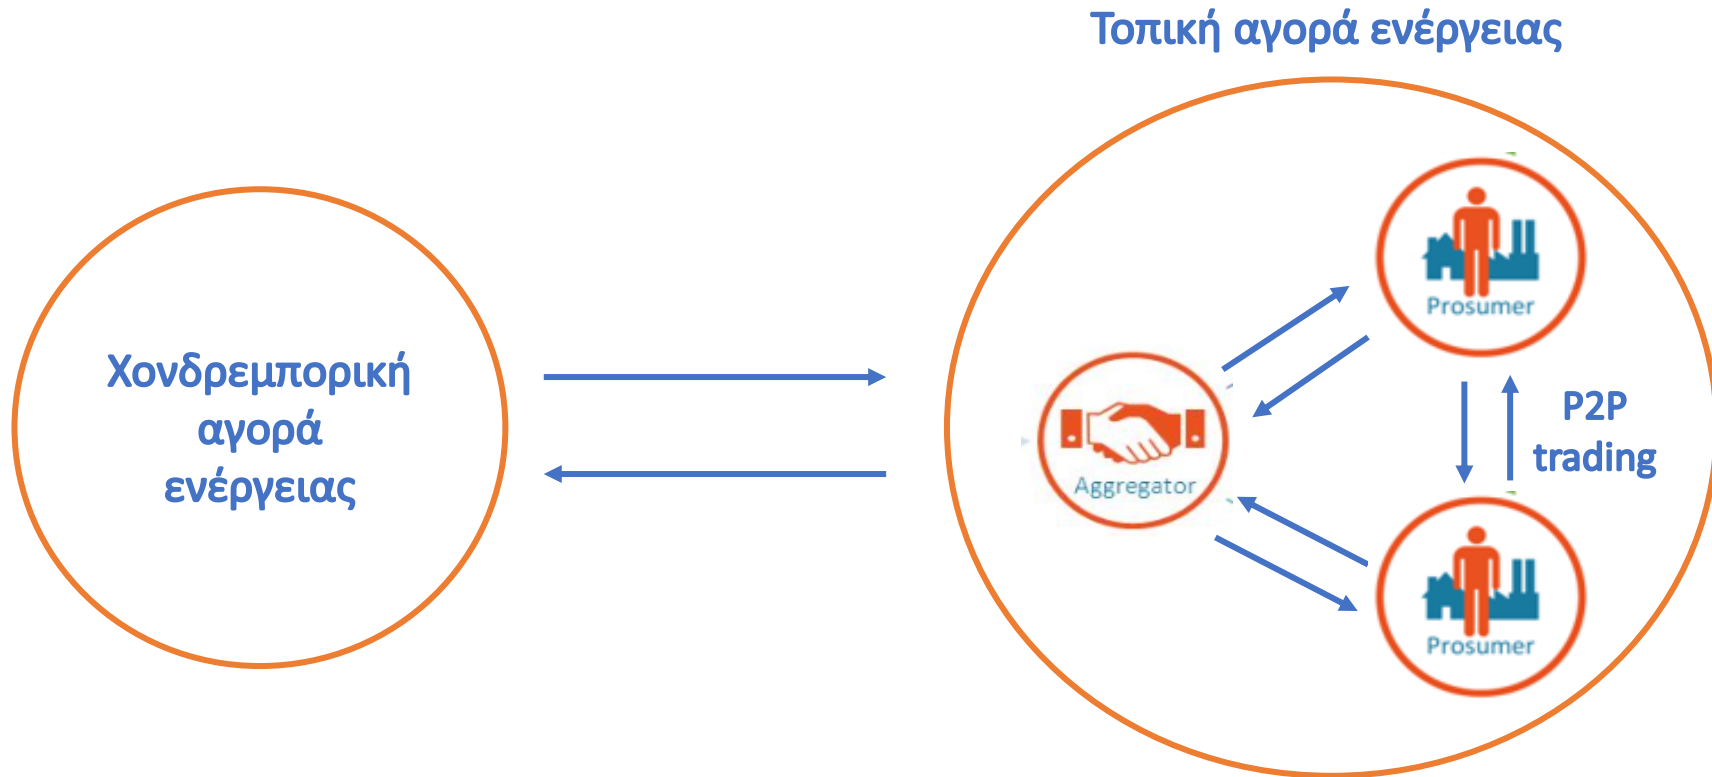 Τοπική αγορά ενέργειας
Χονδρεμπορική
αγορά
ενέργειας
Prosumer
Aggregator
P2P
trading
Prosumer